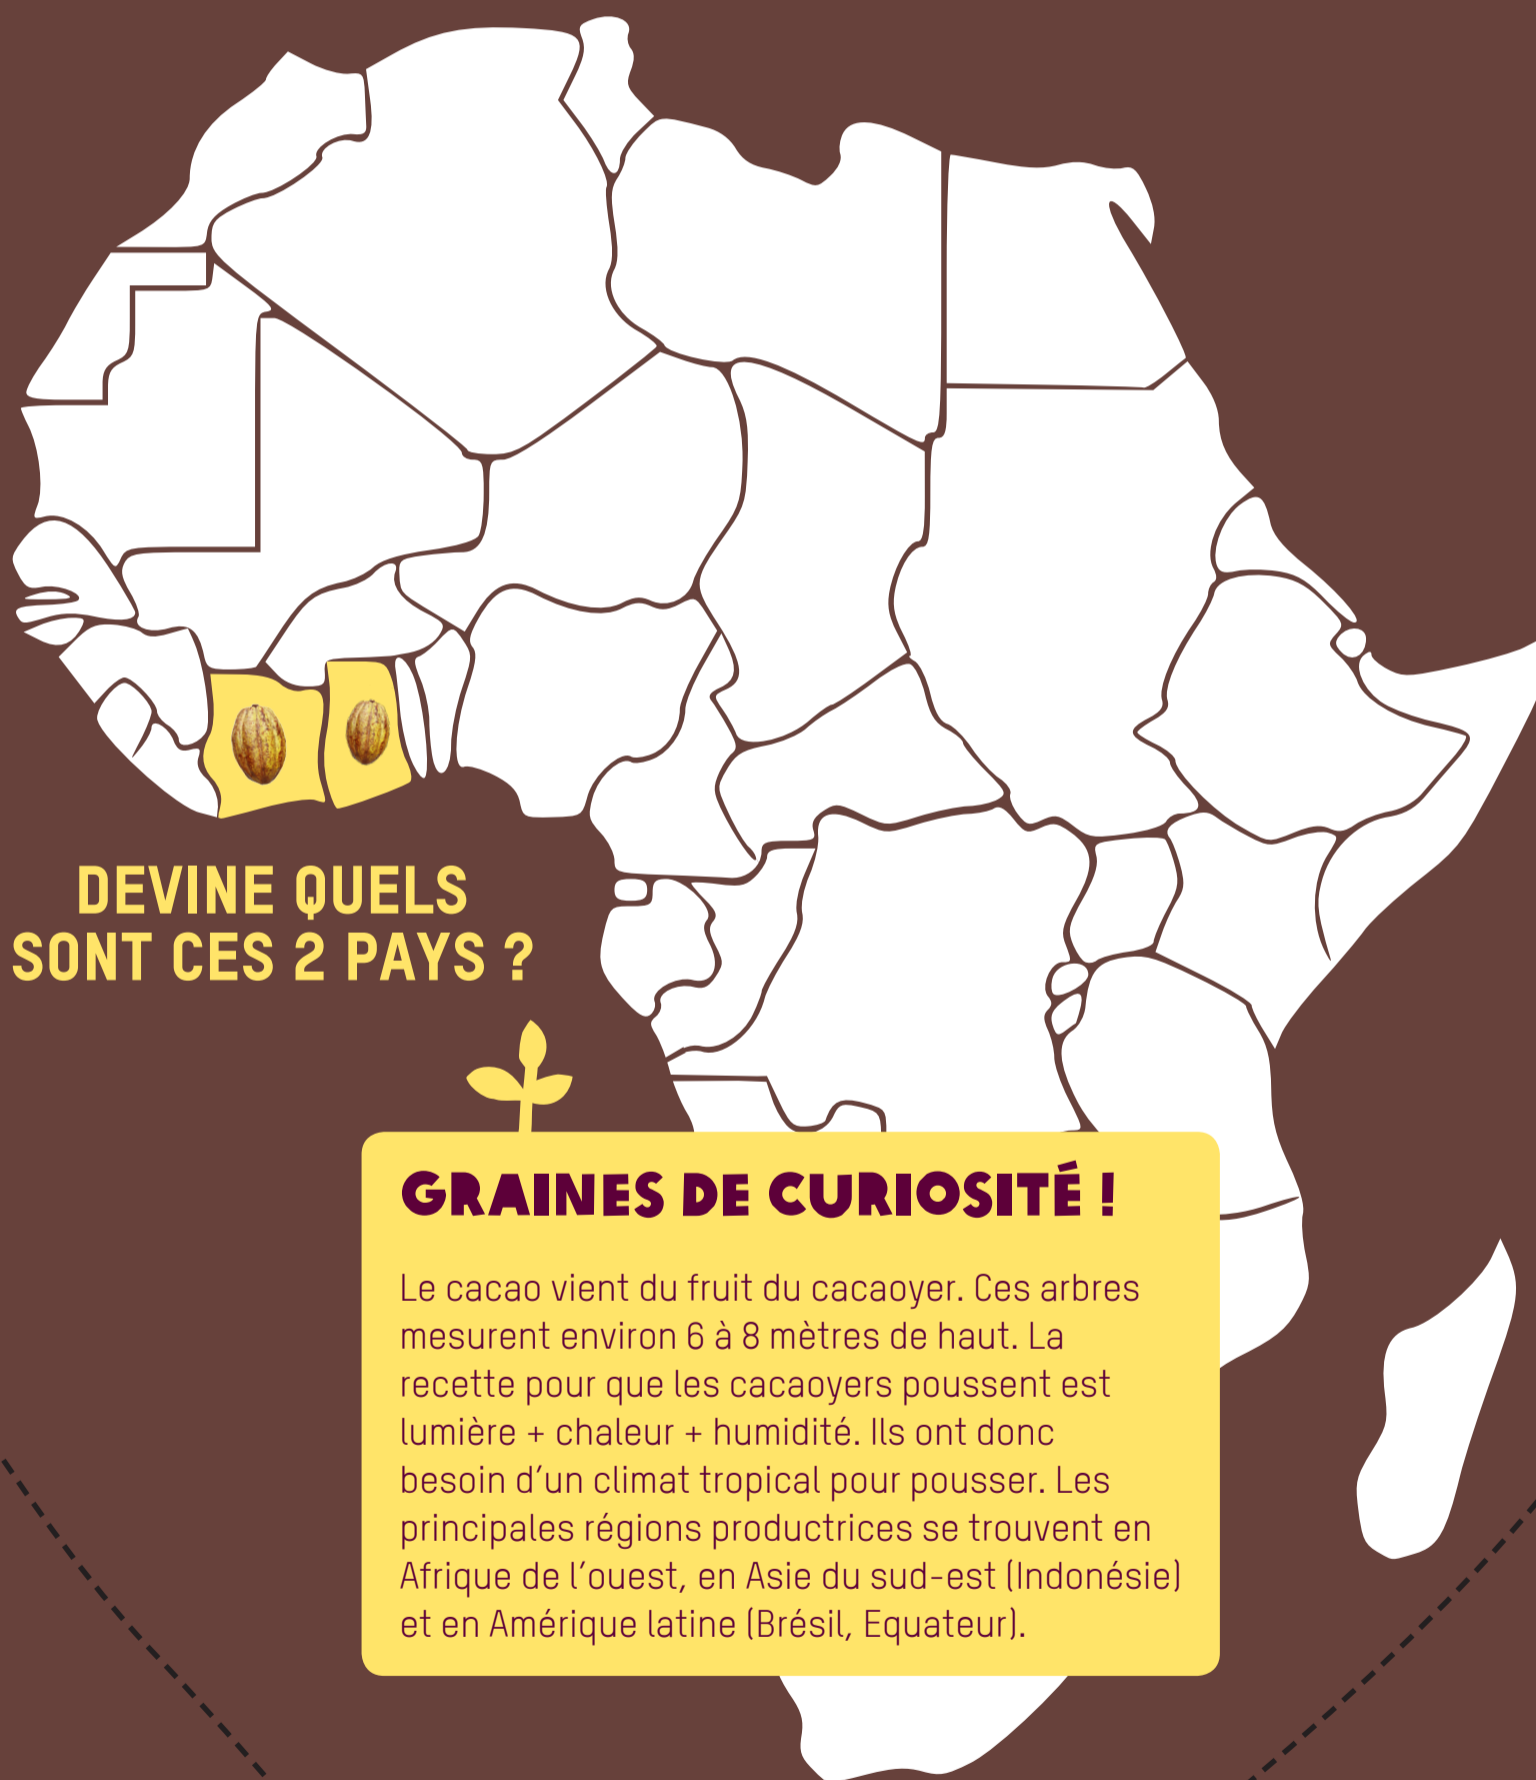 DEVINE QUELS
SONT CES 2 PAYS ?
GRAINES DE CURIOSITÉ !
Le cacao vient du fruit du cacaoyer. Ces arbres
mesurent environ 6 à 8 mètres de haut. La
recette pour que les cacaoyers poussent est
lumière + chaleur + humidité. Ils ont donc
besoin d'un climat tropical pour pousser. Les
principales régions productrices se trouvent en
Afrique de l'ouest, en Asie du sud-est (Indonésie)
et en Amérique latine (Brésil, Equateur).